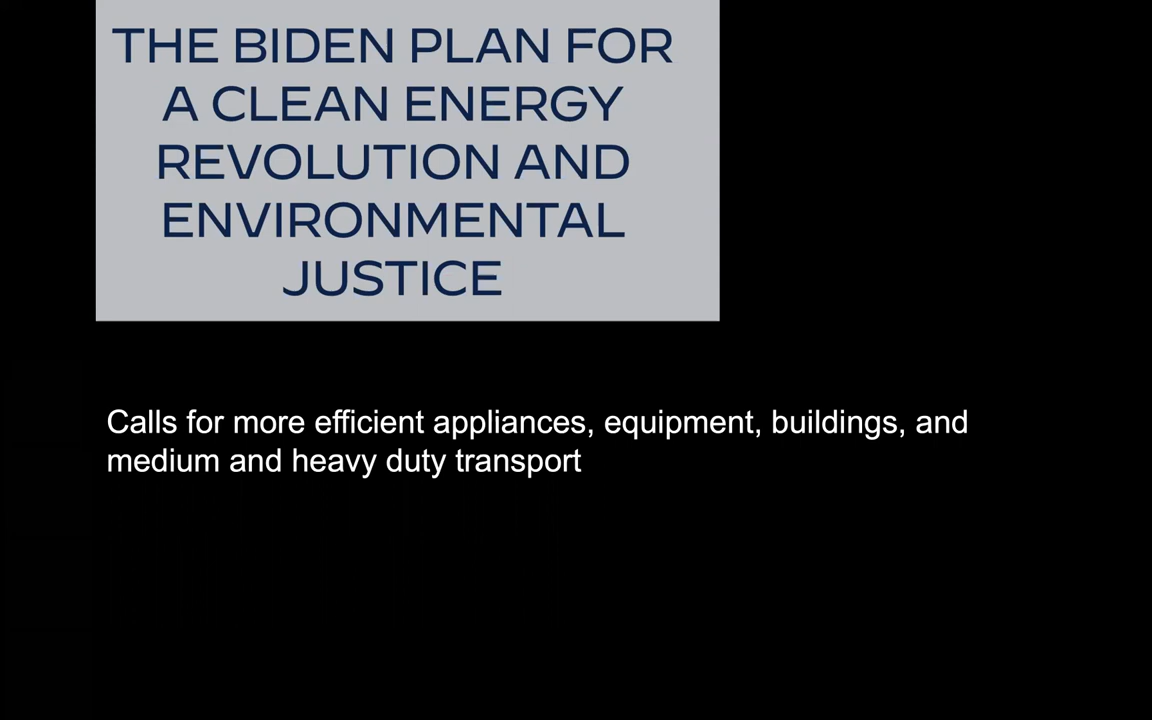 THE BIDEN PLAN FOR
A CLEAN ENERGY
REVOLUTION AND
ENVIRONMENTAL
JUSTICE
Calls for more efficient appliances, equipment, buildings, and
medium and heavy duty transport